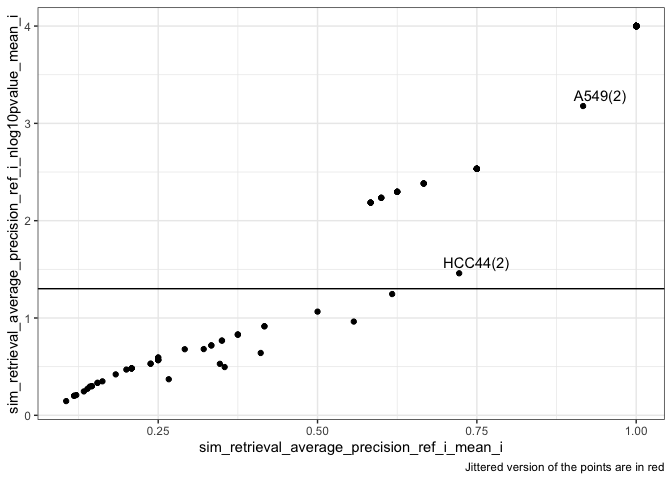 sim_retrieval_average_precision_ref_i_nlog10pvalue_mean_i
4
3
2
1
0
A549(2)
HCC44(2)
0.25
0.50
0.75
1.00
sim_retrieval_average_precision_ref_i_mean_i
Jittered version of the points are in red